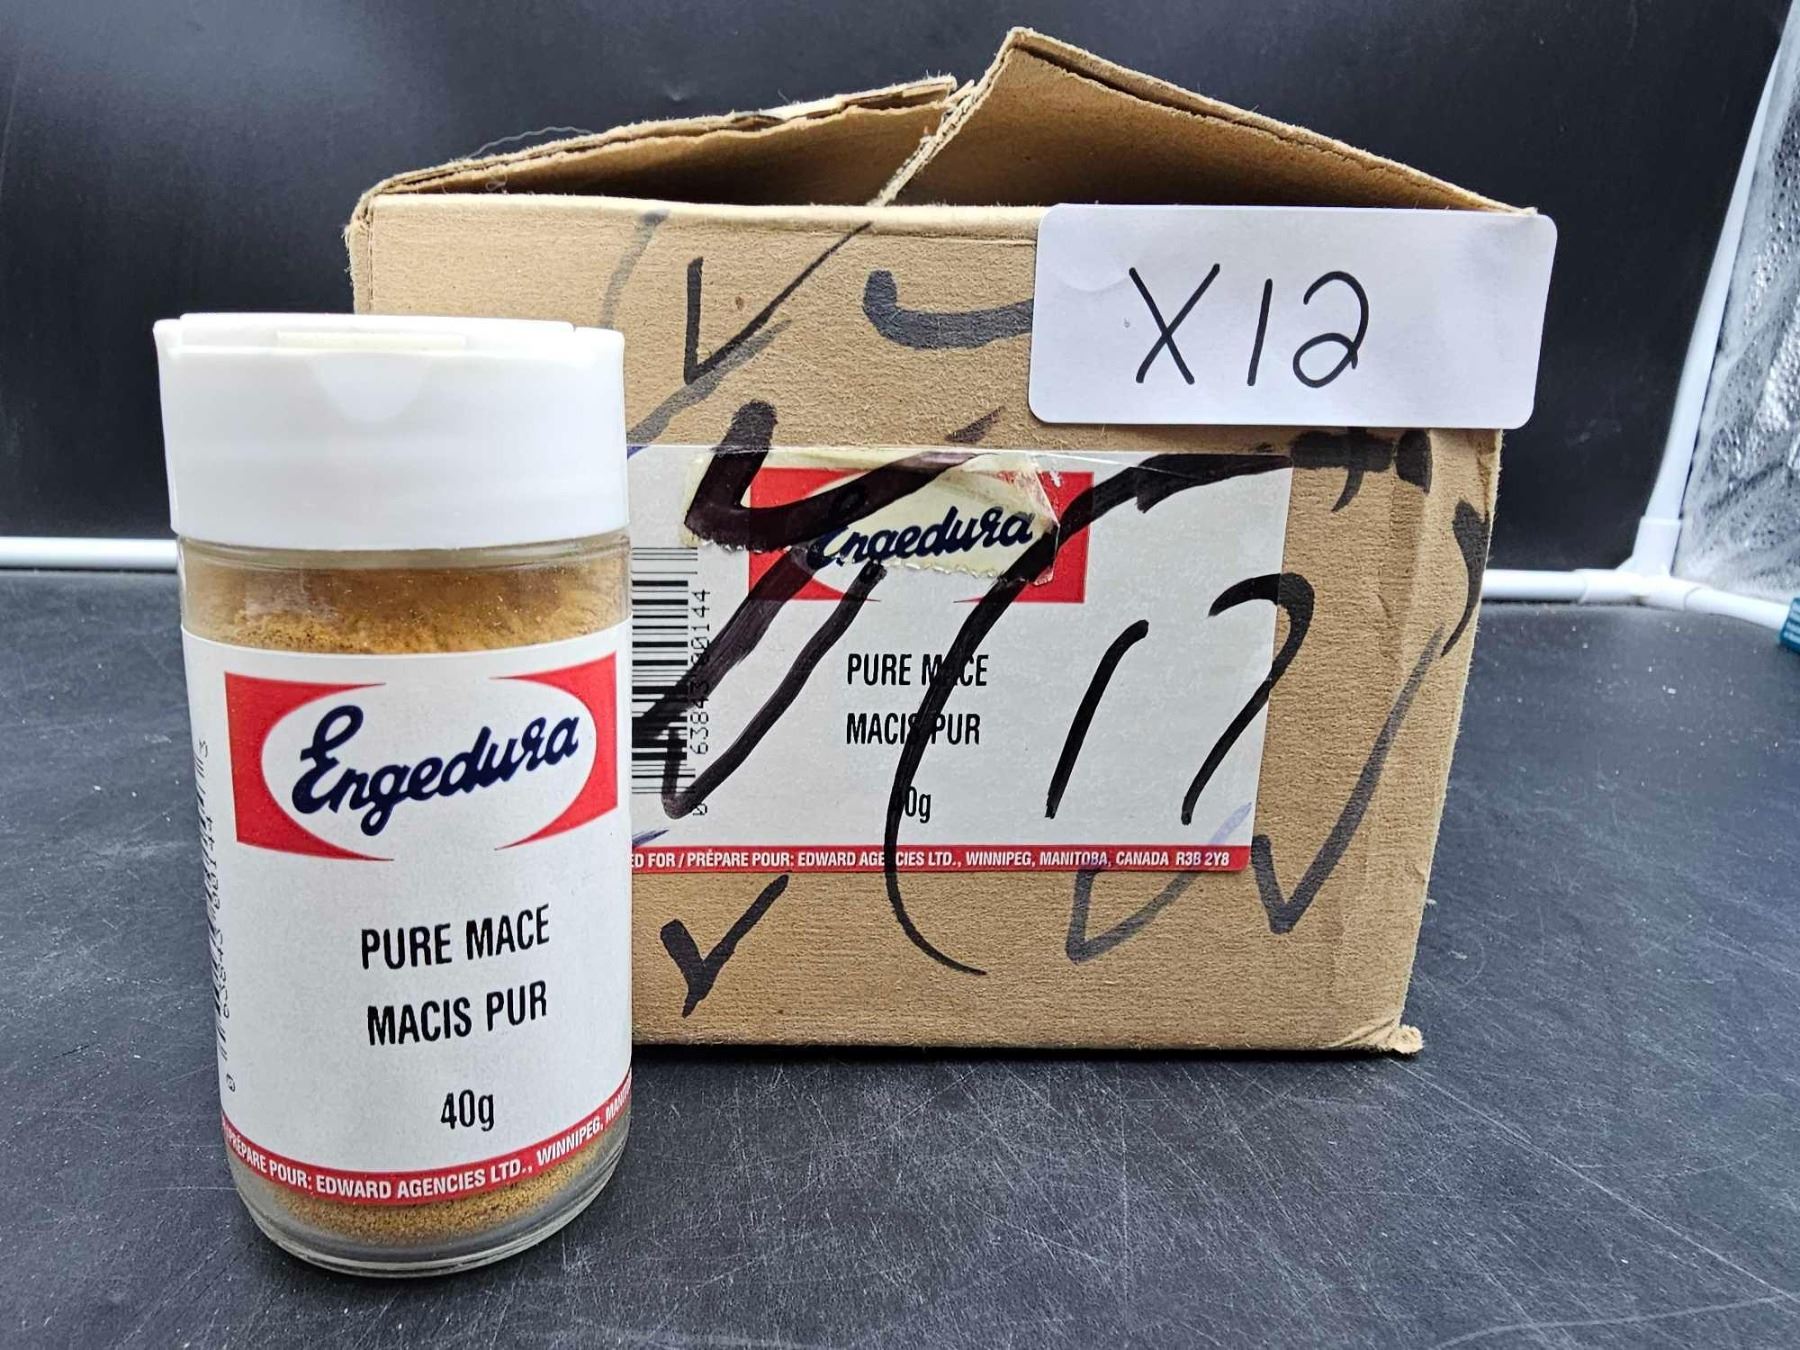 X12
Engedura
PURE MACE
MACIS PUR
0g
ED FOR / PRÉPARE POUR: EDWARD AGENCIES LTD., WINNIPEG, MANITOBA, CANADA R3B 2Y8
Engedura
PURE MACE
MACIS PUR
40g
PRÉPARE POUR: EDWARD AGENCIES LTD., WINNIPEG,